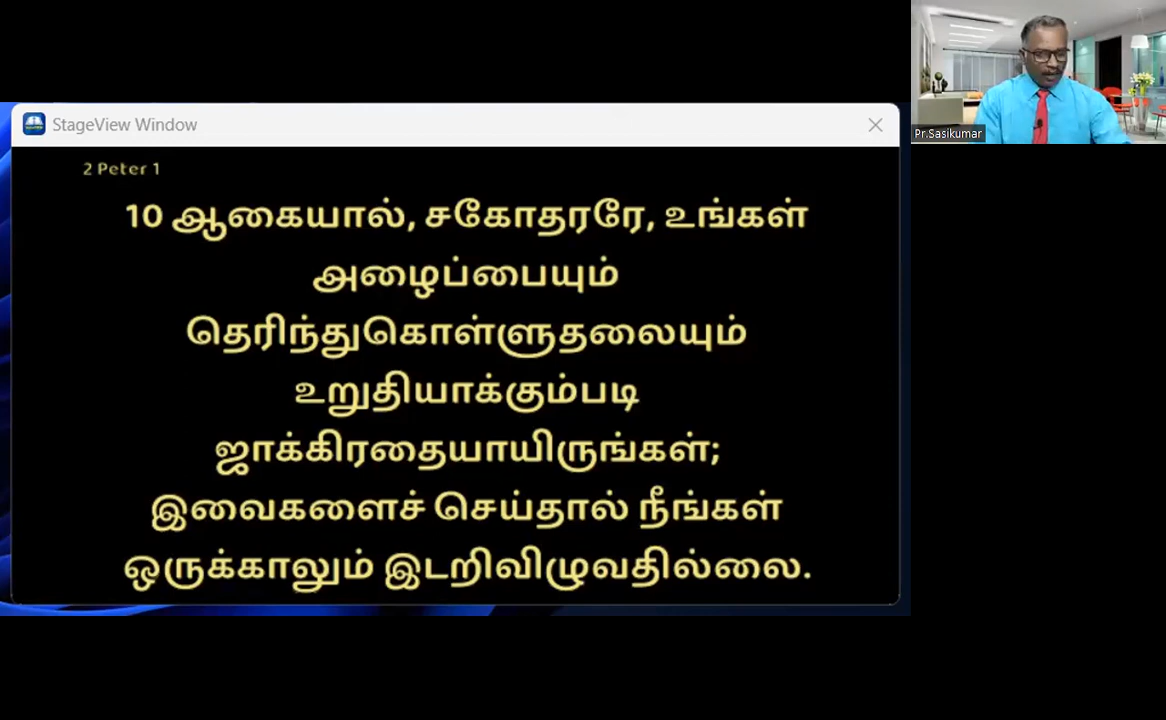 StageView Window
2 Peter 1
10 ஆகையால், சகோதரரே, உங்கள்
அழைப்பையும்
தெரிந்துகொள்ளுதலையும்
உறுதியாக்கும்படி
ஜாக்கிரதையாயிருங்கள்;
இவைகளைச் செய்தால் நீங்கள்
ஒருக்காலும் இடறிவிழுவதில்லை.
Pr.Sasikumar